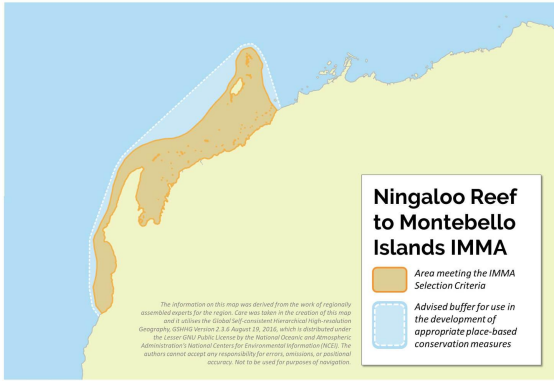 Ningaloo Reef
to Montebello
Islands IMMA
Area meeting the IMMA
Selection Criteria
Advised buffer for use in
the development of
appropriate place-based
conservation measures
The information on this map was derived from the work of regionally
assembled experts for the region. Care was taken in the creation of this map
and it utilises the Global Self-consistent Hierarchical High-resolution
Geography, GSHHG Version 2.3.6 August 19, 2016, which is distributed under
the Lesser GNU Public License by the National Oceanic and Atmospheric
Administration's National Centers for Environmental Information (NCEI). The
authors cannot accept any responsibility for errors, omissions, or positional
accuracy. Not to be used for purposes of navigation.